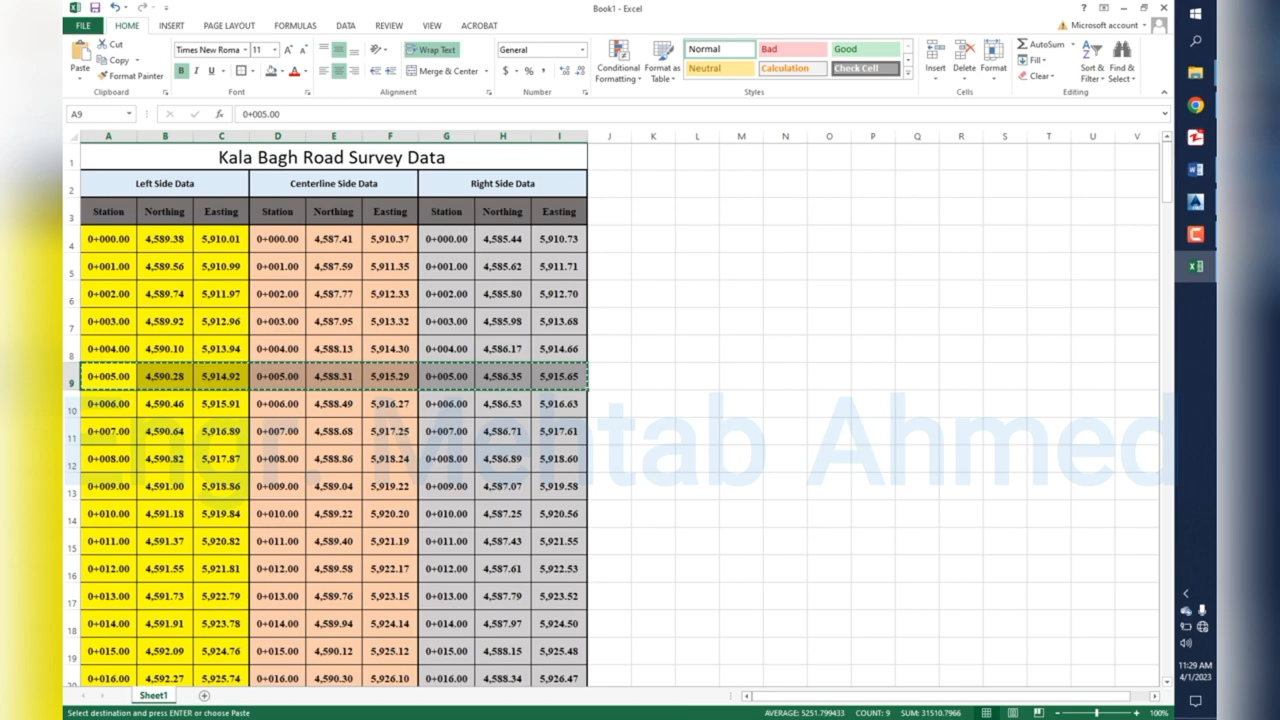 Book1 - Excel
FILE HOME INSERT PAGE LAYOUT FORMULAS DATA REVIEW VIEW ACROBAT Microsoft account
Cut
Copy
Format Painter
Paste
Clipboard
Times New Roma 11
B I U
Font
Wrap Text
Merge & Center
Alignment
General
$ % ,
Number
Conditional Formatting
Format as Table
Normal Bad Good
Neutral Calculation Check Cell
Styles
Insert Delete Format
Cells
AutoSum
Fill
Clear
Sort & Filter
Find & Select
Editing
A9 fx 0+005.00
A B C D E F G H I J K L M N O P Q R S T U V
1 Kala Bagh Road Survey Data
2 Left Side Data Centerline Side Data Right Side Data
3 Station Northing Easting Station Northing Easting Station Northing Easting
4 0+000.00 4,589.38 5,910.01 0+000.00 4,587.41 5,910.37 0+000.00 4,585.44 5,910.73
5 0+001.00 4,589.56 5,910.99 0+001.00 4,587.59 5,911.35 0+001.00 4,585.62 5,911.71
6 0+002.00 4,589.74 5,911.97 0+002.00 4,587.77 5,912.33 0+002.00 4,585.80 5,912.70
7 0+003.00 4,589.92 5,912.96 0+003.00 4,587.95 5,913.32 0+003.00 4,585.98 5,913.68
8 0+004.00 4,590.10 5,913.94 0+004.00 4,588.13 5,914.30 0+004.00 4,586.17 5,914.66
9 0+005.00 4,590.28 5,914.92 0+005.00 4,588.31 5,915.29 0+005.00 4,586.35 5,915.65
10 0+006.00 4,590.46 5,915.91 0+006.00 4,588.49 5,916.27 0+006.00 4,586.53 5,916.63
11 0+007.00 4,590.64 5,916.89 0+007.00 4,588.68 5,917.25 0+007.00 4,586.71 5,917.61
12 0+008.00 4,590.82 5,917.87 0+008.00 4,588.86 5,918.24 0+008.00 4,586.89 5,918.60
13 0+009.00 4,591.00 5,918.86 0+009.00 4,589.04 5,919.22 0+009.00 4,587.07 5,919.58
14 0+010.00 4,591.18 5,919.84 0+010.00 4,589.22 5,920.20 0+010.00 4,587.25 5,920.56
15 0+011.00 4,591.37 5,920.82 0+011.00 4,589.40 5,921.19 0+011.00 4,587.43 5,921.55
16 0+012.00 4,591.55 5,921.81 0+012.00 4,589.58 5,922.17 0+012.00 4,587.61 5,922.53
17 0+013.00 4,591.73 5,922.79 0+013.00 4,589.76 5,923.15 0+013.00 4,587.79 5,923.52
18 0+014.00 4,591.91 5,923.78 0+014.00 4,589.94 5,924.14 0+014.00 4,587.97 5,924.50
19 0+015.00 4,592.09 5,924.76 0+015.00 4,590.12 5,925.12 0+015.00 4,588.15 5,925.48
0+016.00 4,592.27 5,925.74 0+016.00 4,590.30 5,926.10 0+016.00 4,588.34 5,926.47
Engr. Mehtab Ahmed
Sheet1
Select destination and press ENTER or choose Paste AVERAGE: 5251.799433 COUNT: 9 SUM: 31510.7966 100%
11:29 AM
4/1/2023